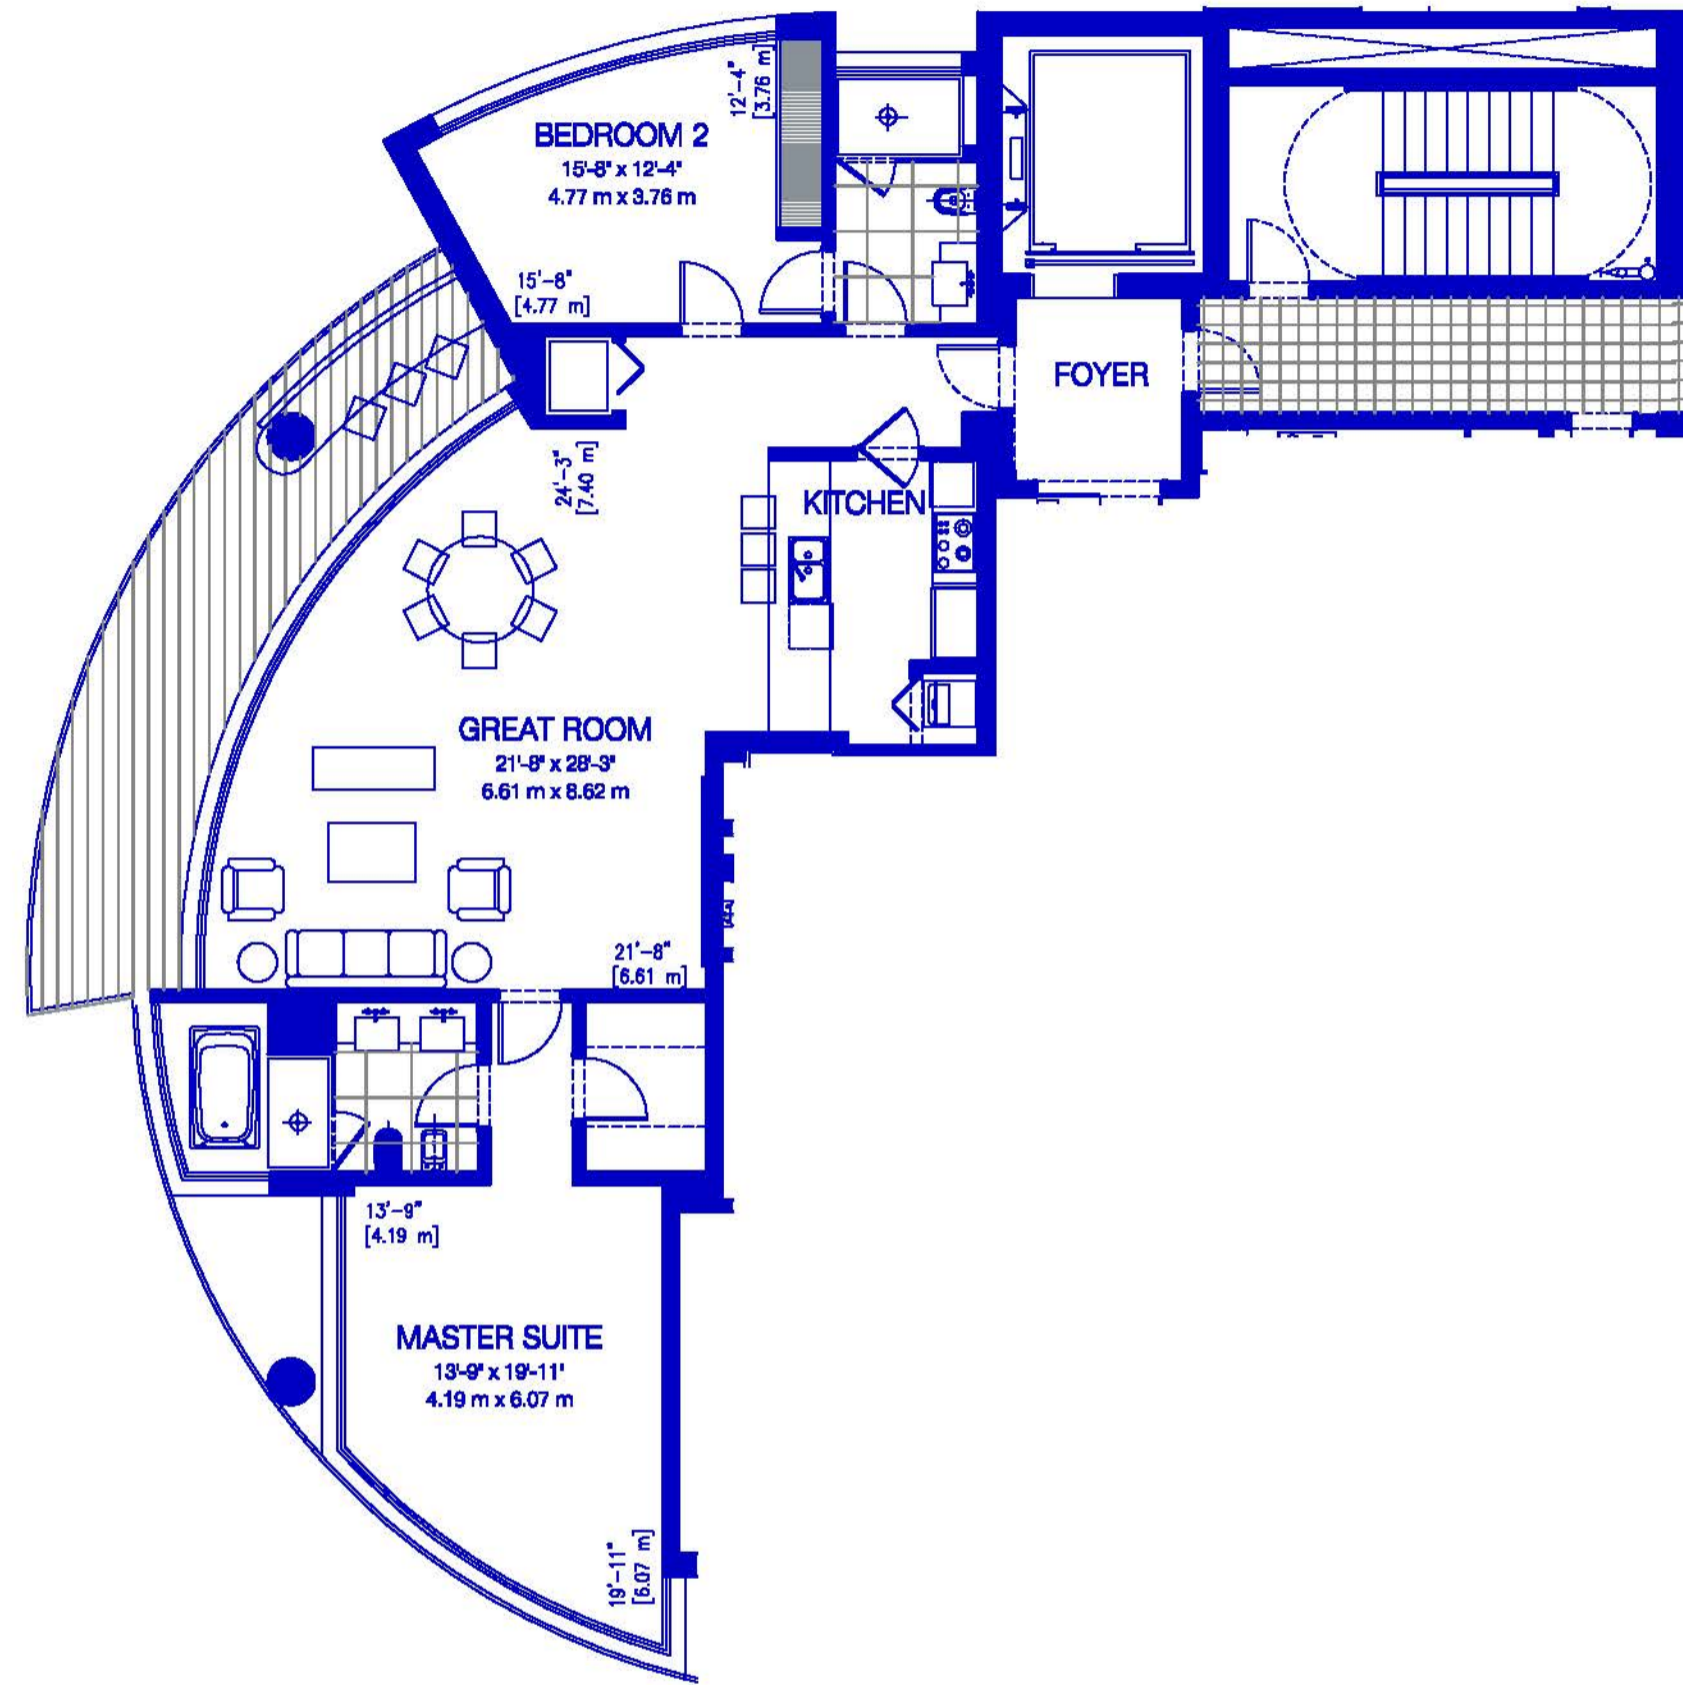 12'-4"
[3.76 m]
BEDROOM 2
15'-8" x 12'-4"
4.77 m x 3.76 m
15'-8"
[4.77 m]
FOYER
24'-3"
[7.40 m]
KITCHEN
GREAT ROOM
21'-8" x 28'-3"
6.61 m x 8.62 m
21'-8"
[6.61 m]
13'-9"
[4.19 m]
MASTER SUITE
13'-9" x 19'-11"
4.19 m x 6.07 m
19'-11"
[6.07 m]